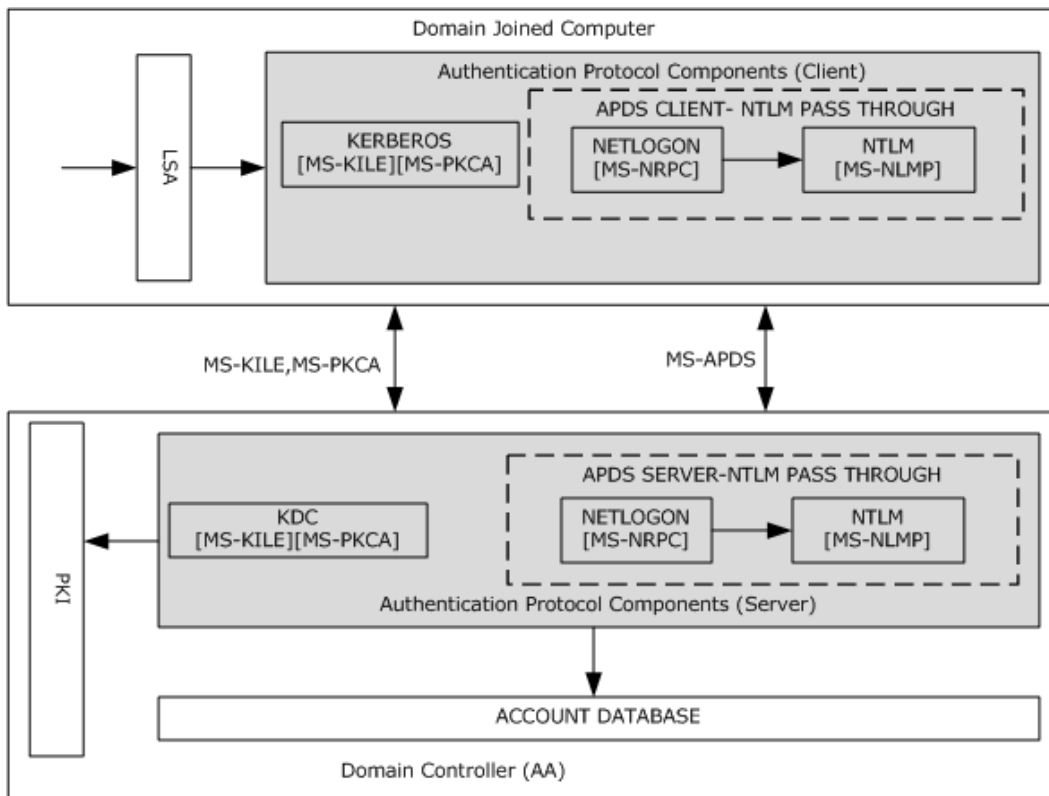 Domain Joined Computer
Authentication Protocol Components (Client)
LSA
APDS CLIENT- NTLM PASS THROUGH
KERBEROS
[MS-KILE][MS-PKCA]
NETLOGON
[MS-NRPC]
NTLM
[MS-NLMP]
MS-KILE,MS-PKCA
MS-APDS
PKI
APDS SERVER-NTLM PASS THROUGH
KDC
[MS-KILE][MS-PKCA]
NETLOGON
[MS-NRPC]
NTLM
[MS-NLMP]
Authentication Protocol Components (Server)
ACCOUNT DATABASE
Domain Controller (AA)